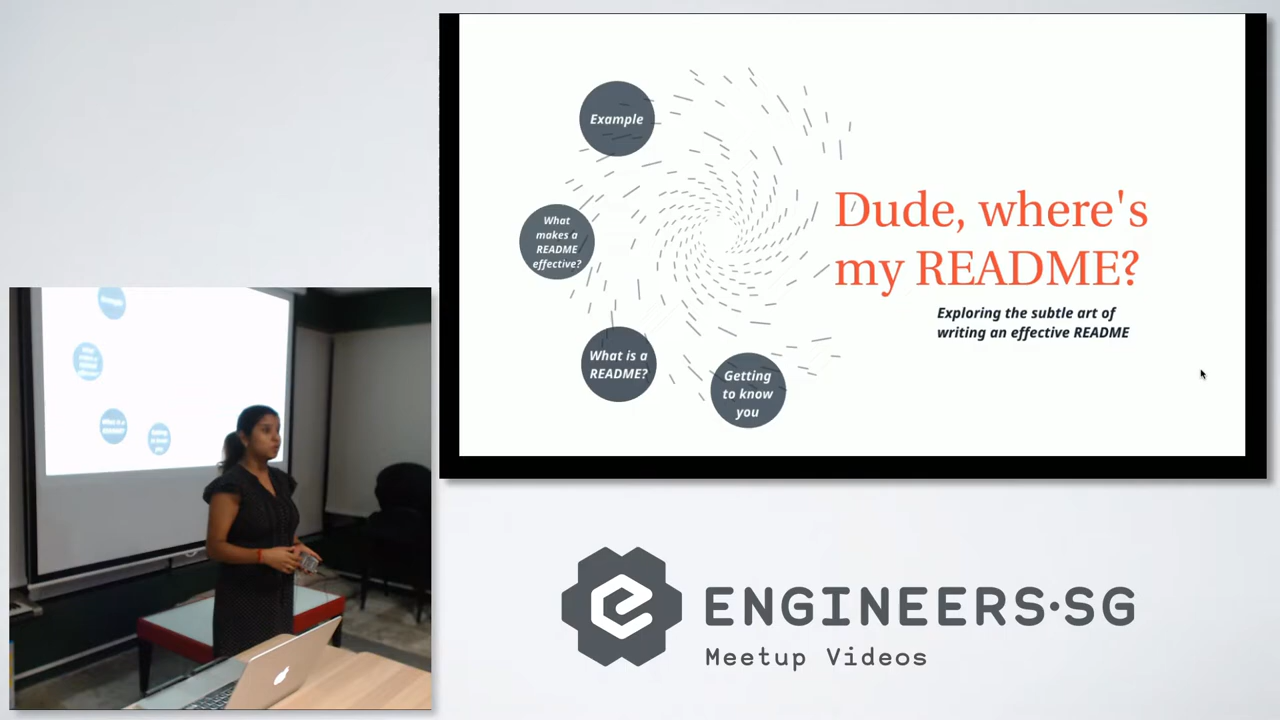 Example
What
makes a
README
effective?
What is a
README?
Getting
to know
you
Dude, where's
my README?
Exploring the subtle art of
writing an effective README
ENGINEERS·SG
Meetup Videos